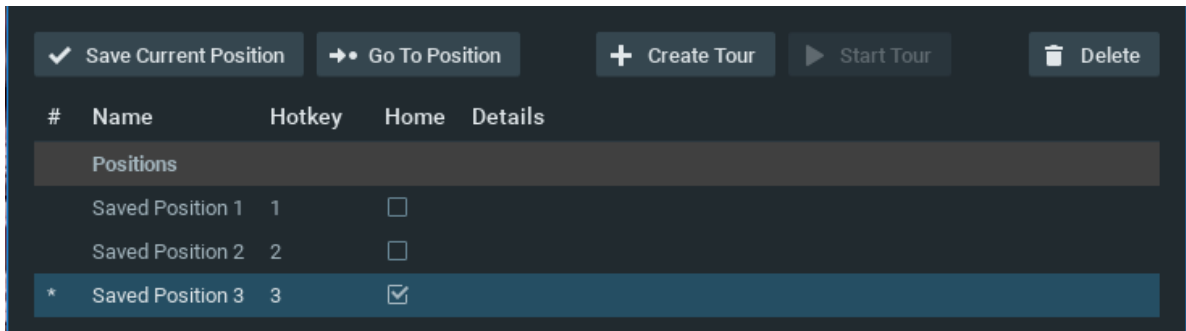 Save Current Position Go To Position Create Tour Start Tour Delete
# Name Hotkey Home Details
Positions
Saved Position 1 1
Saved Position 2 2
* Saved Position 3 3